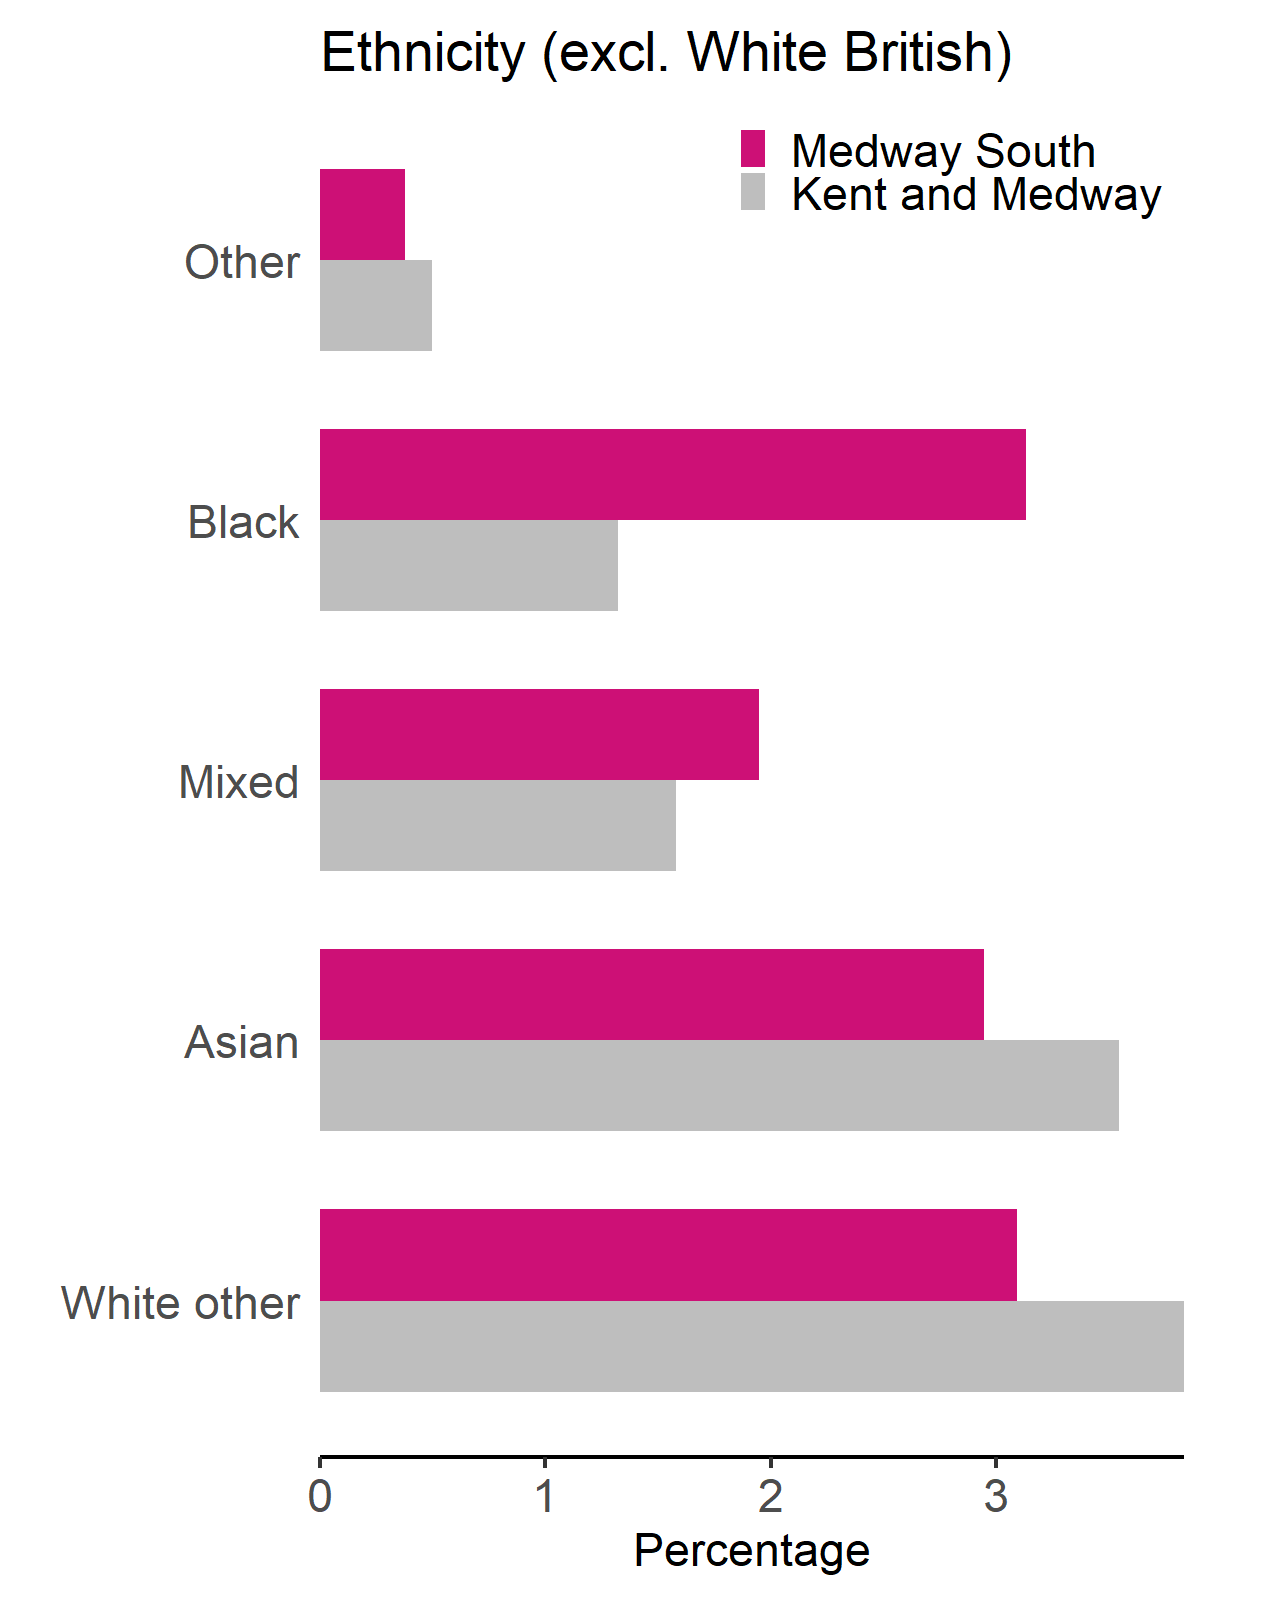 Ethnicity (excl. White British)
Medway South
Kent and Medway
Other
Black
Mixed
Asian
White other
0 1 2 3
Percentage